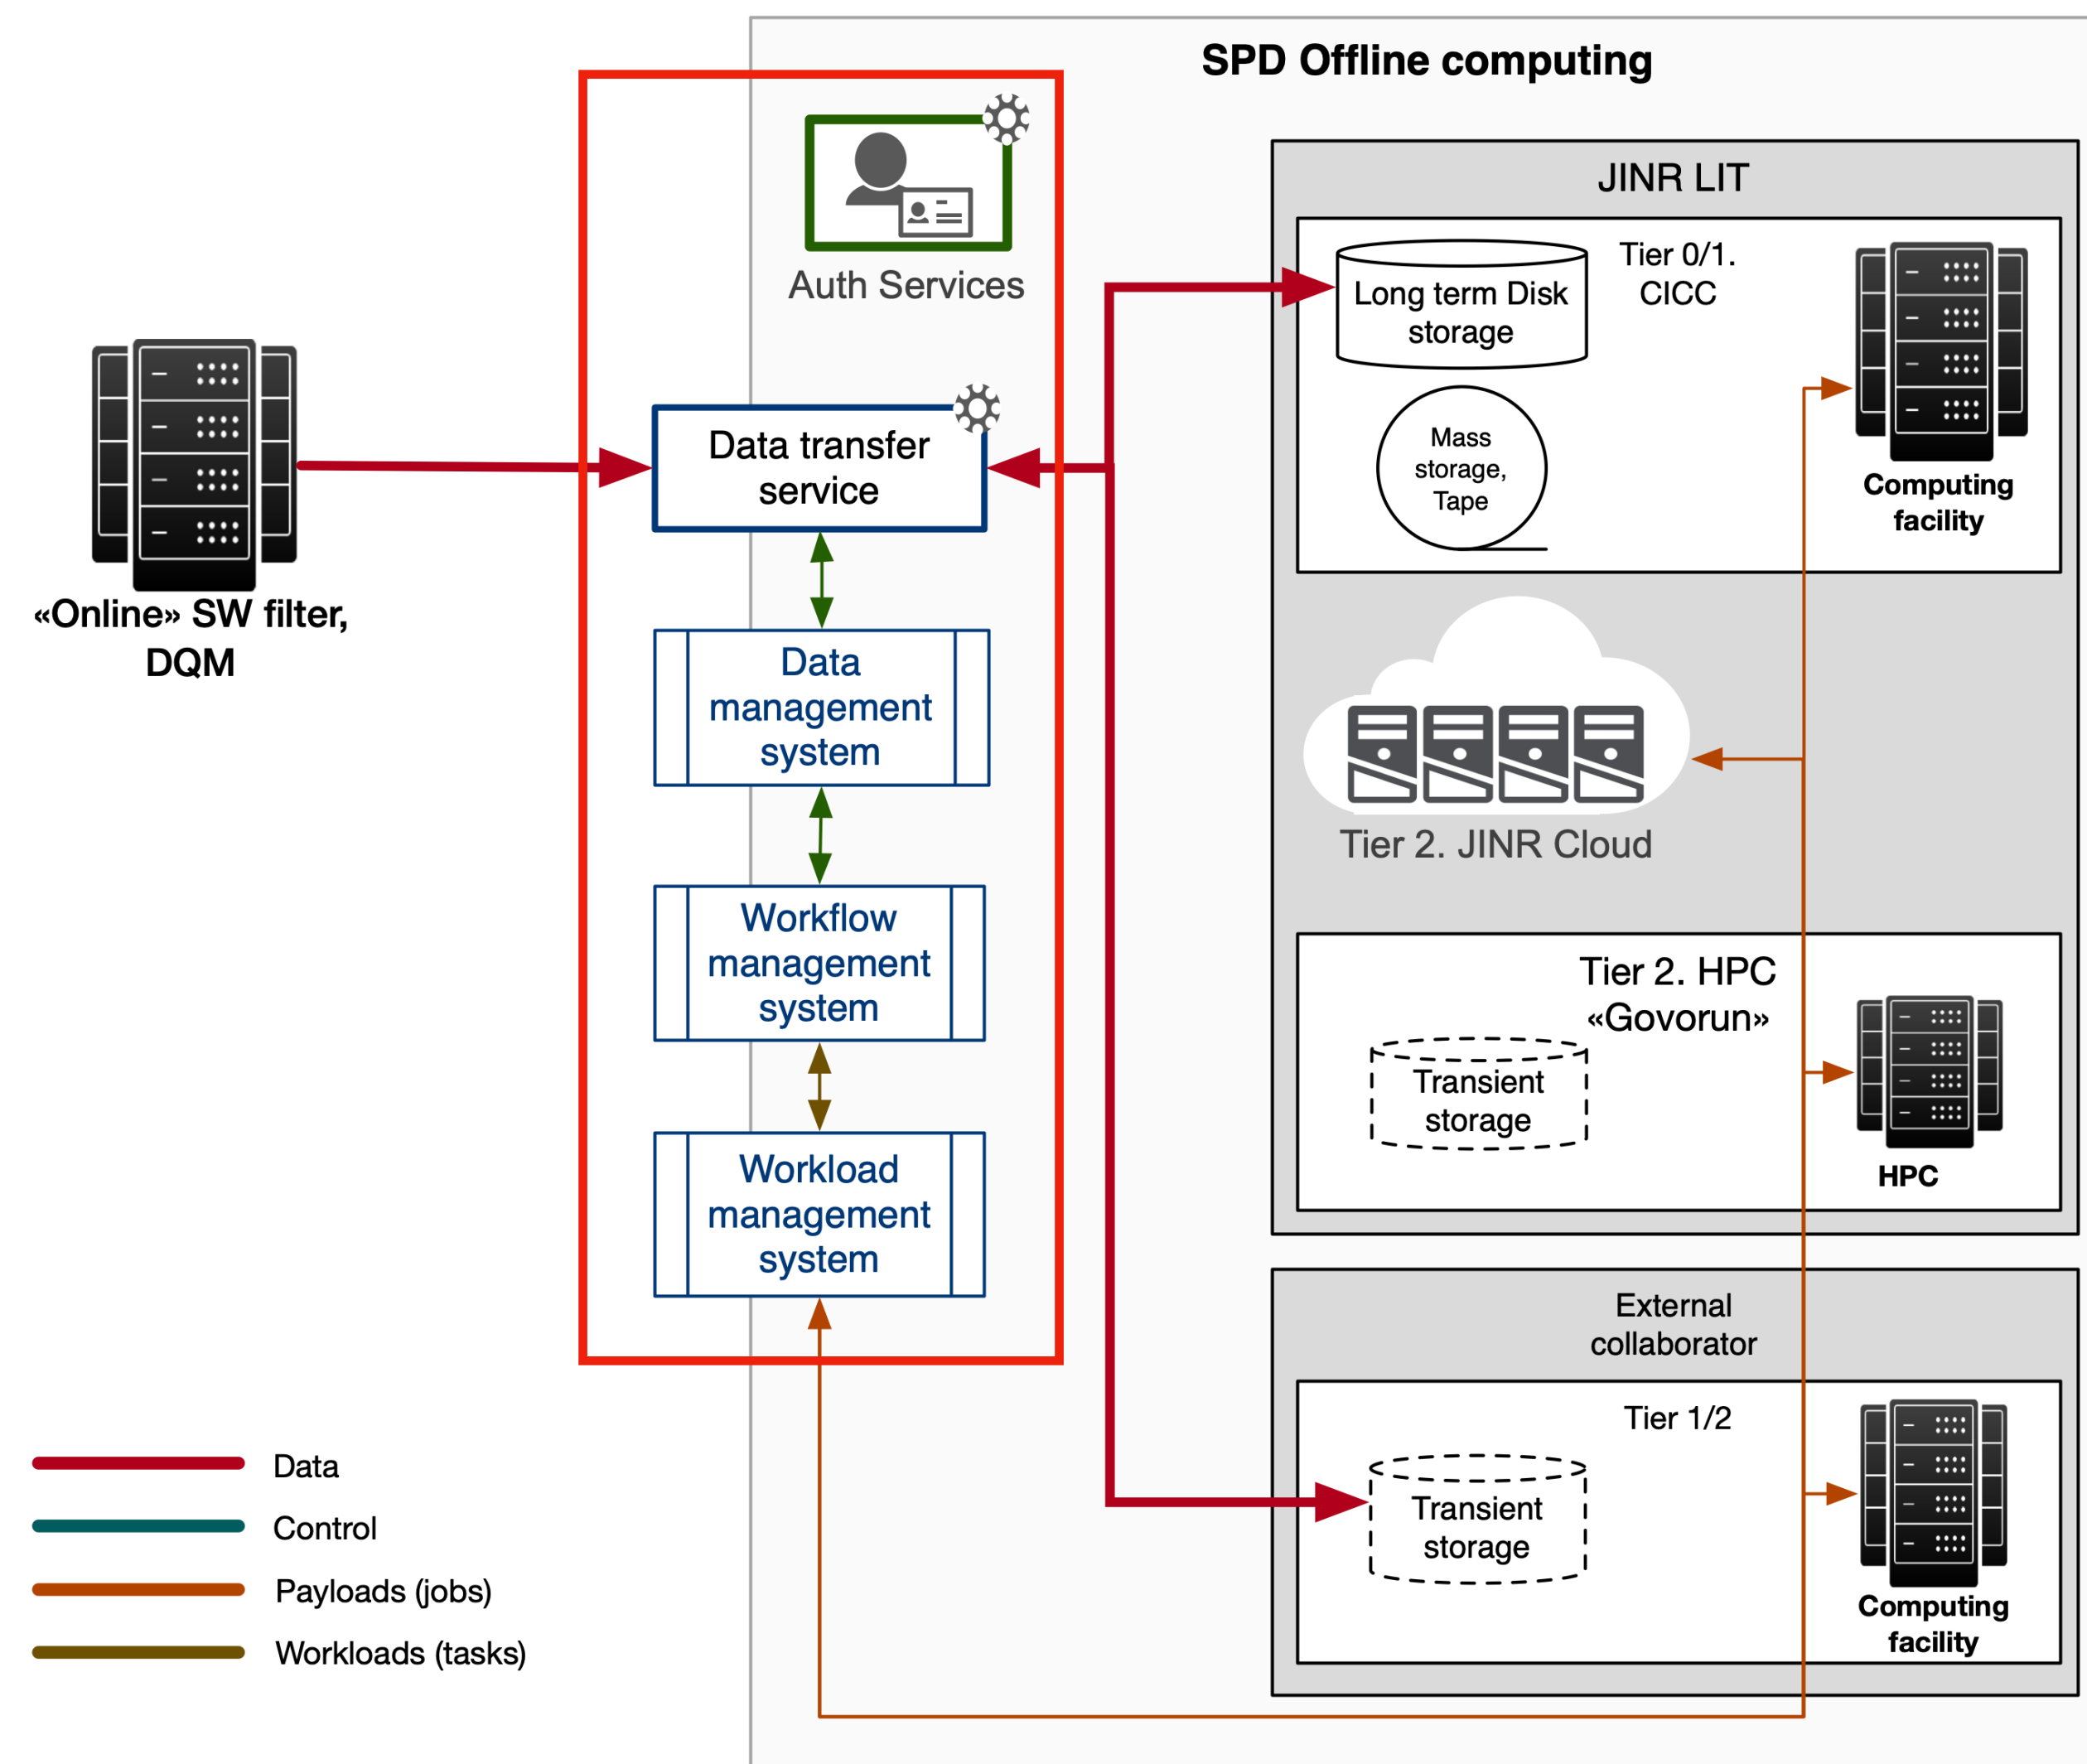 SPD Offline computing
Auth Services
«Online» SW filter,
DQM
Data transfer
service
Data
management
system
Workflow
management
system
Workload
management
system
JINR LIT
Tier 0/1.
CICC
Long term Disk
storage
Mass
storage,
Tape
Computing
facility
Tier 2. JINR Cloud
Tier 2. HPC
«Govorun»
Transient
storage
HPC
External
collaborator
Tier 1/2
Transient
storage
Computing
facility
Data
Control
Payloads (jobs)
Workloads (tasks)